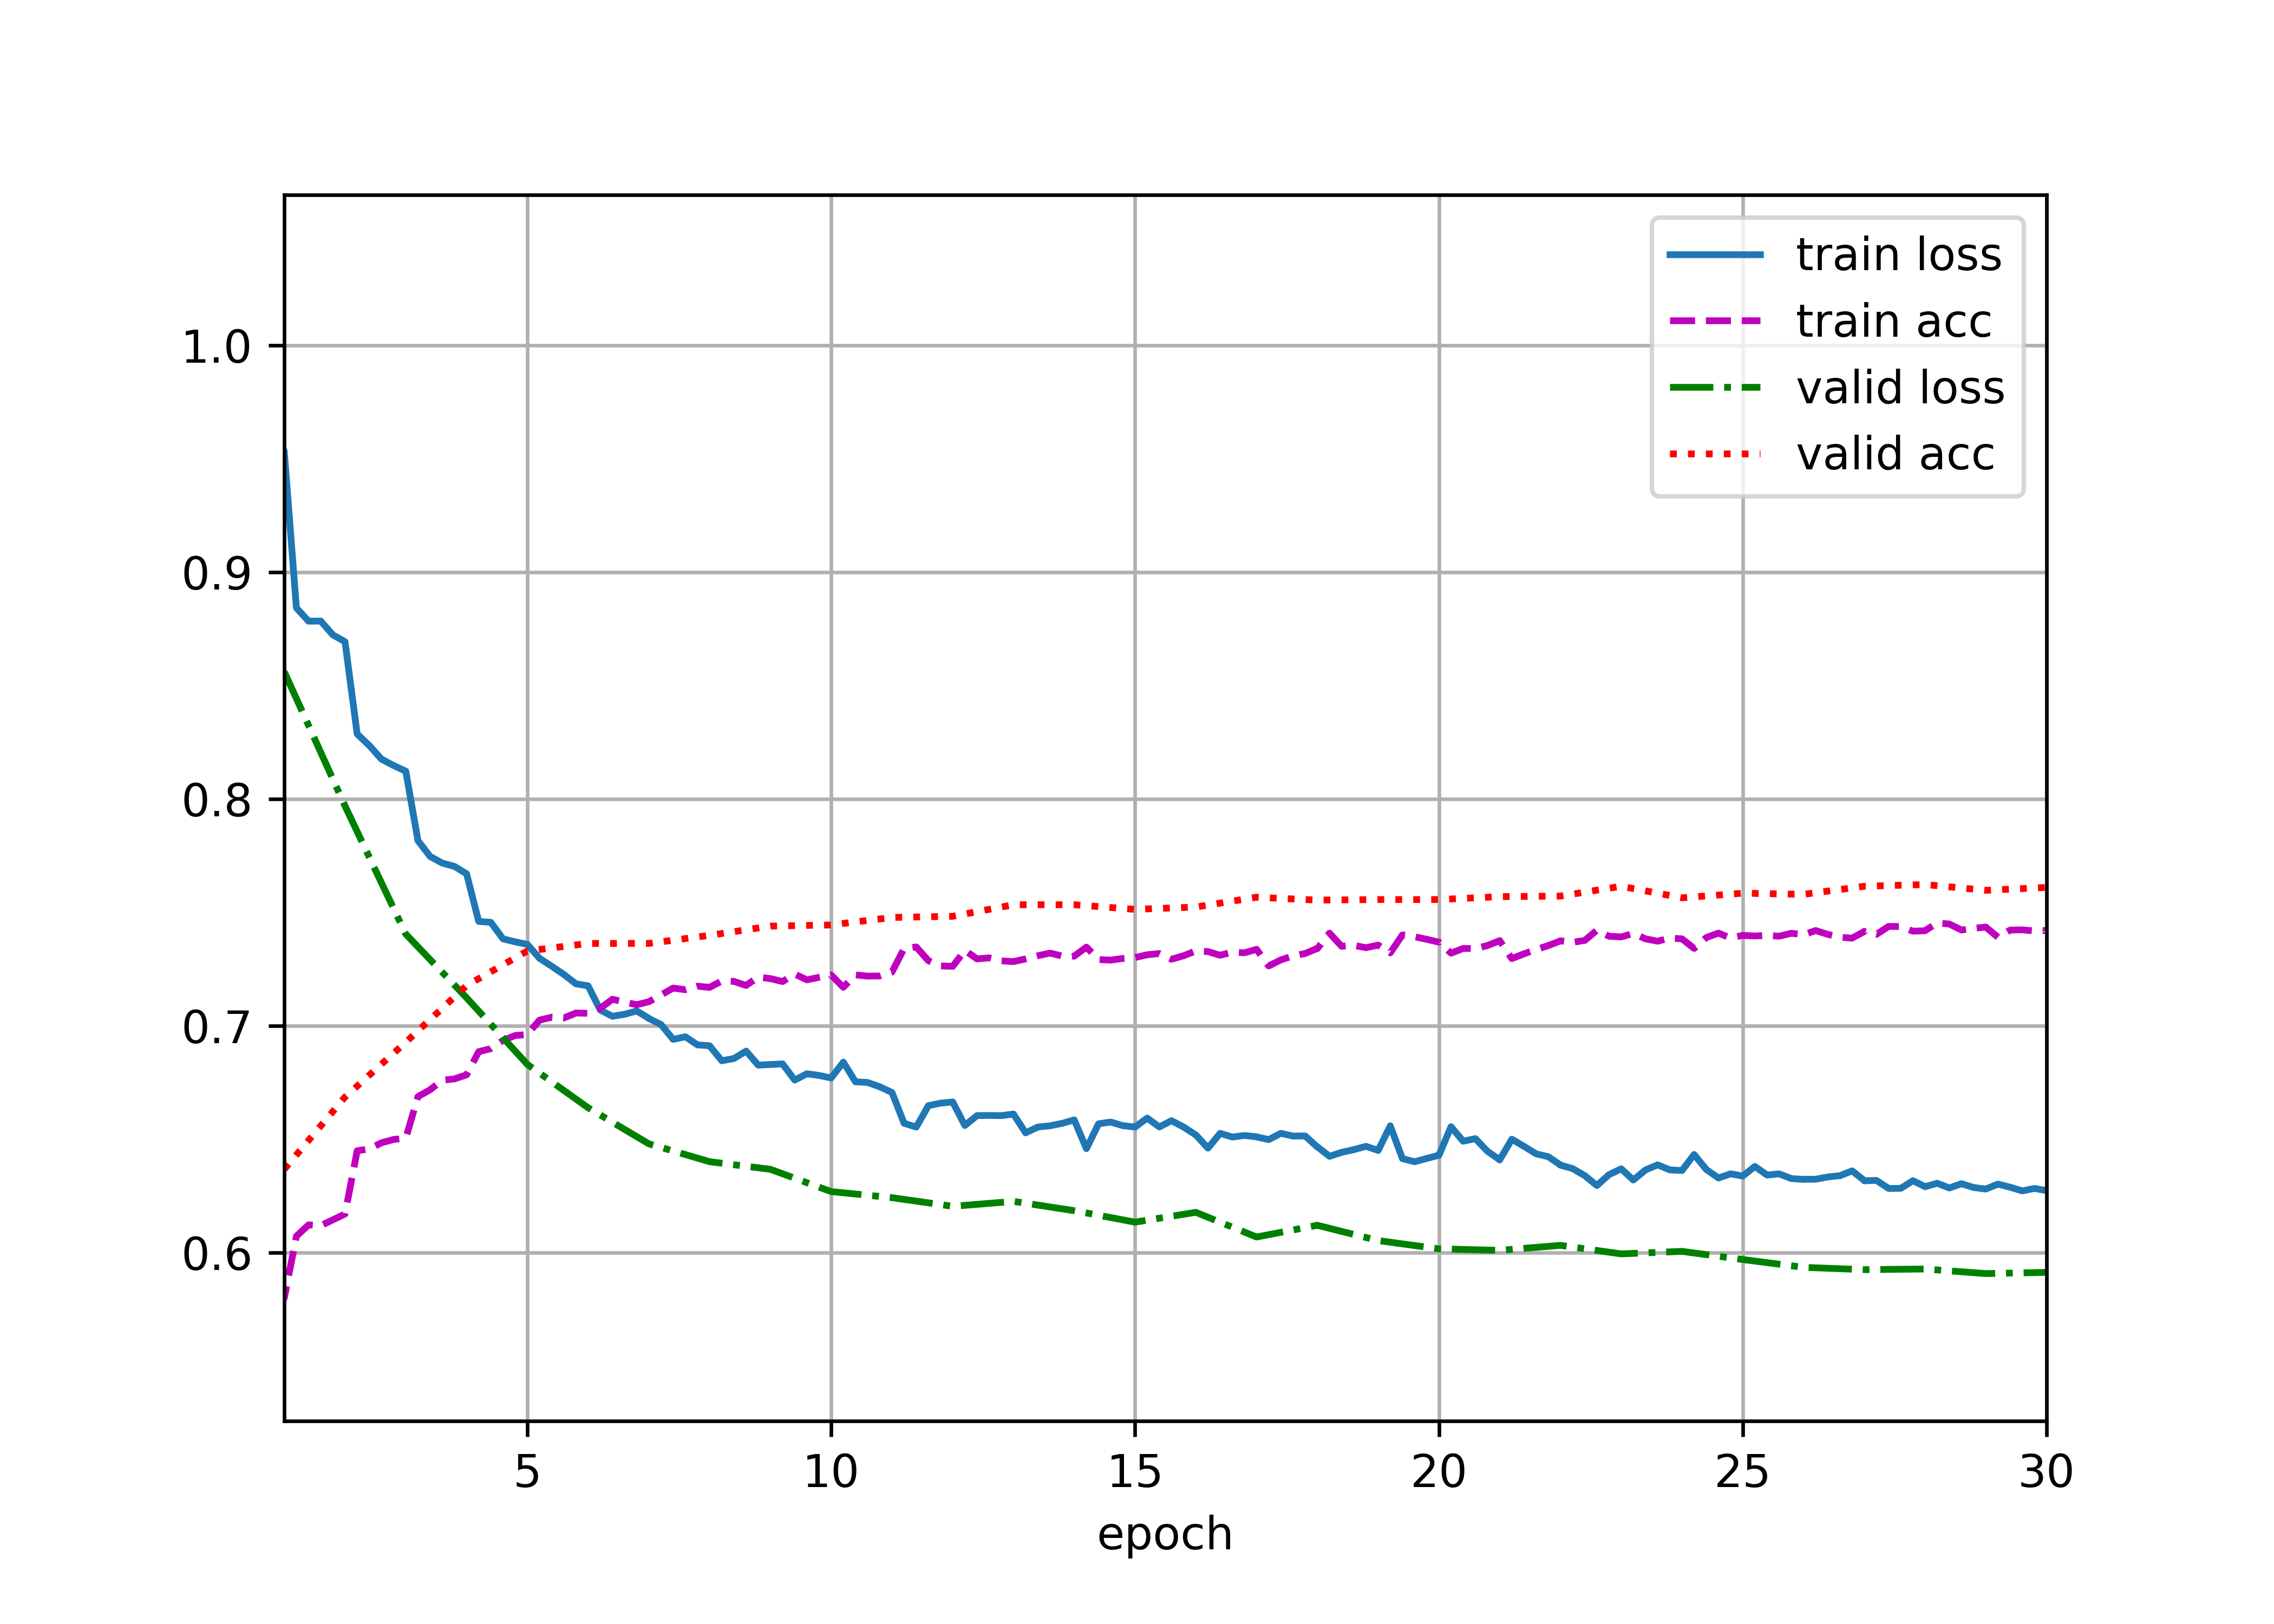 train loss
train acc
valid loss
valid acc
1.0
0.9
0.8
0.7
0.6
5 10 15 20 25 30
epoch